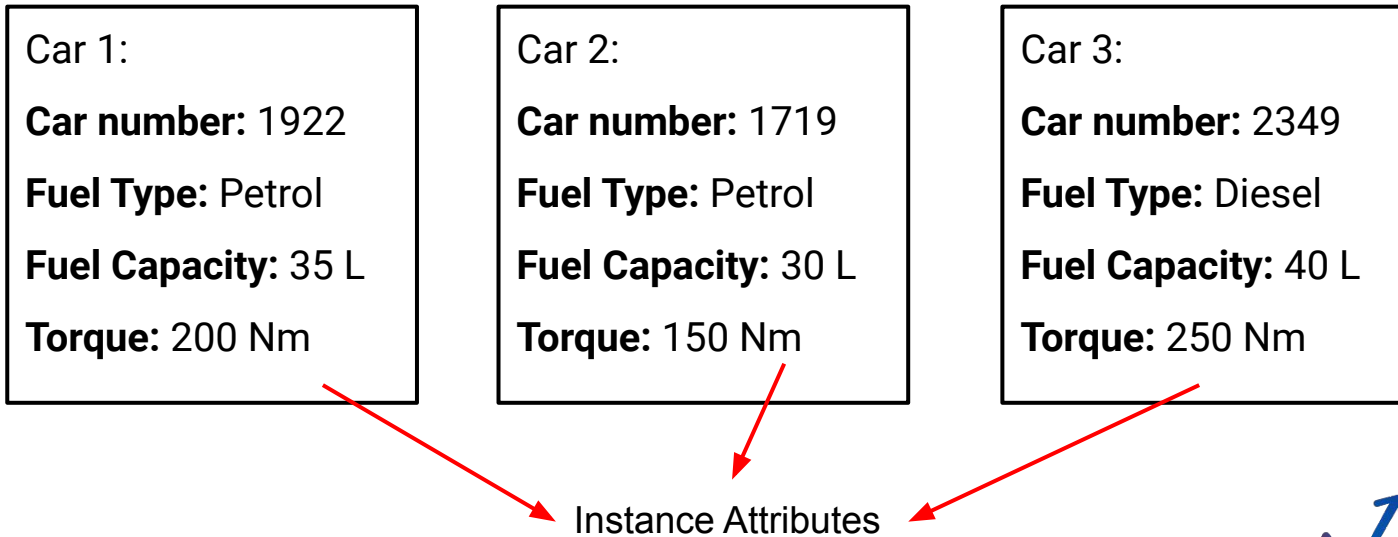 Car 1:
Car number: 1922
Fuel Type: Petrol
Fuel Capacity: 35 L
Torque: 200 Nm
Car 2:
Car number: 1719
Fuel Type: Petrol
Fuel Capacity: 30 L
Torque: 150 Nm
Car 3:
Car number: 2349
Fuel Type: Diesel
Fuel Capacity: 40 L
Torque: 250 Nm
Instance Attributes